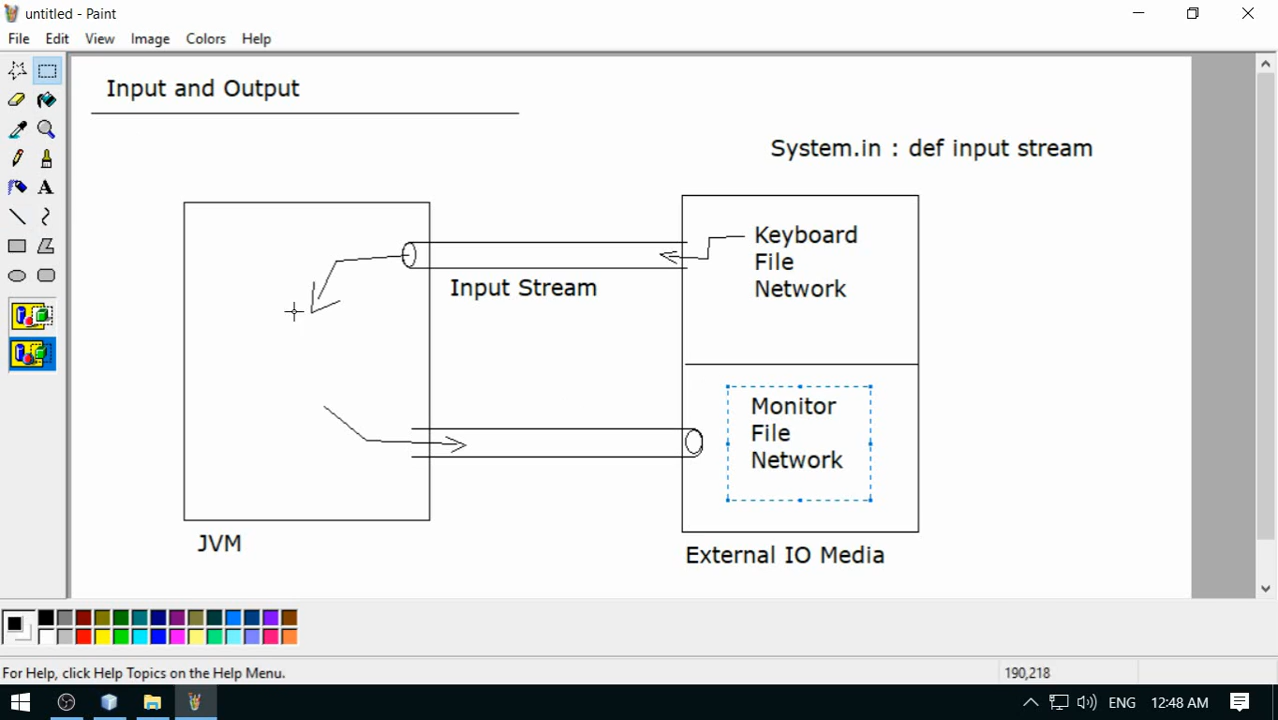 untitled - Paint
File Edit View Image Colors Help
Input and Output
System.in : def input stream
Keyboard
File
Network
Input Stream
Monitor
File
Network
JVM
External IO Media
For Help, click Help Topics on the Help Menu.
190,218
ENG
12:48 AM